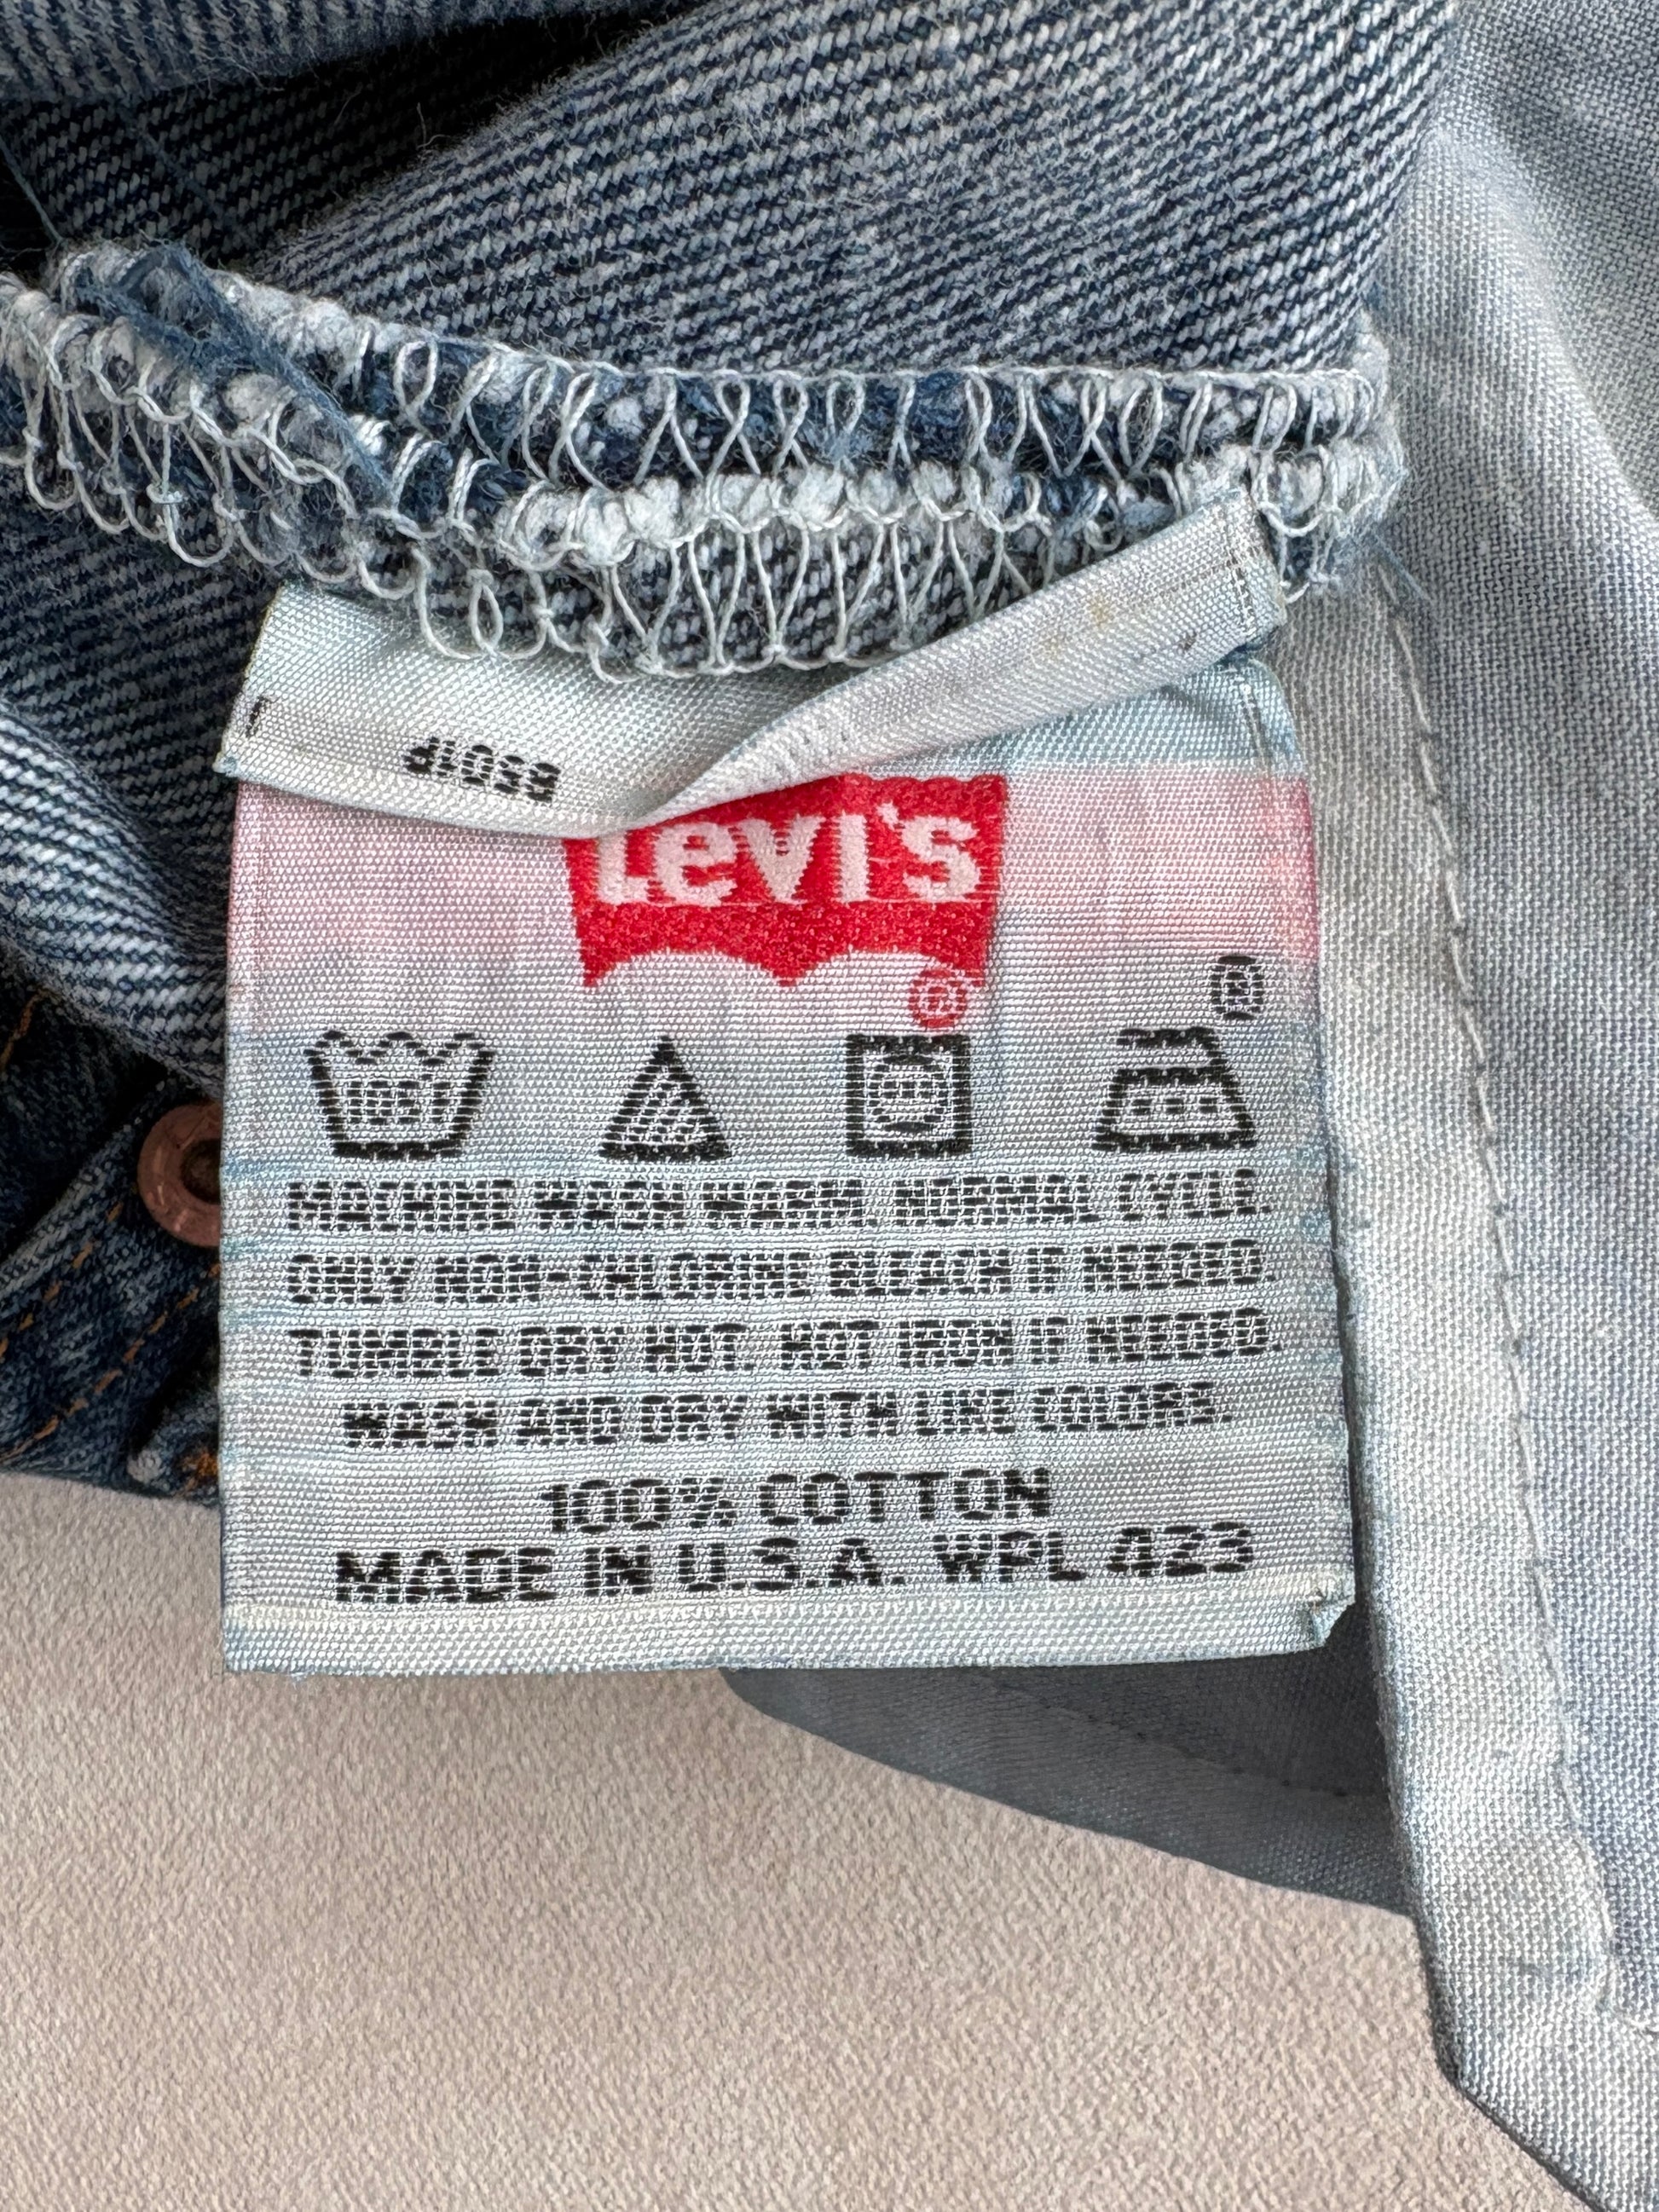 Levi's
®
®
105F
MACHINE WASH WARM. NORMAL CYCLE.
ONLY NON-CHLORINE BLEACH IF NEEDED.
TUMBLE DRY HOT. HOT IRON IF NEEDED.
WASH AND DRY WITH LIKE COLORS.
100% COTTON
MADE IN U.S.A. WPL 423